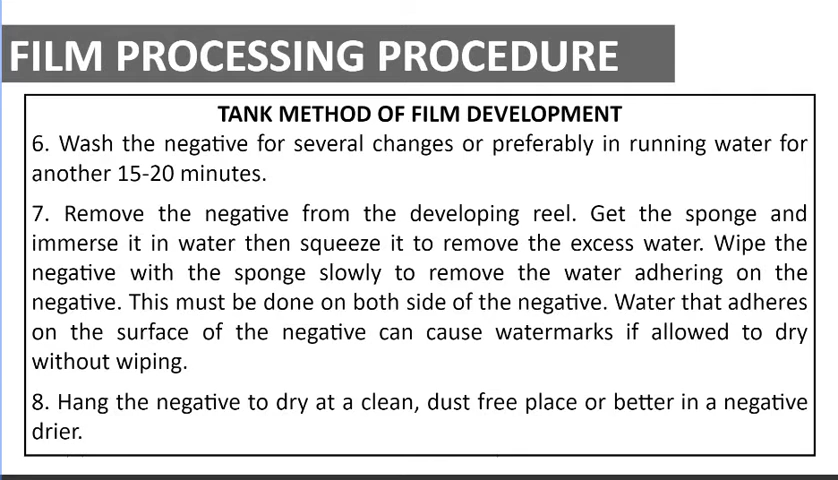 FILM PROCESSING PROCEDURE
TANK METHOD OF FILM DEVELOPMENT
6. Wash the negative for several changes or preferably in running water for
another 15-20 minutes.
7. Remove the negative from the developing reel. Get the sponge and
immerse it in water then squeeze it to remove the excess water. Wipe the
negative with the sponge slowly to remove the water adhering on the
negative. This must be done on both side of the negative. Water that adheres
on the surface of the negative can cause watermarks if allowed to dry
without wiping.
8. Hang the negative to dry at a clean, dust free place or better in a negative
drier.